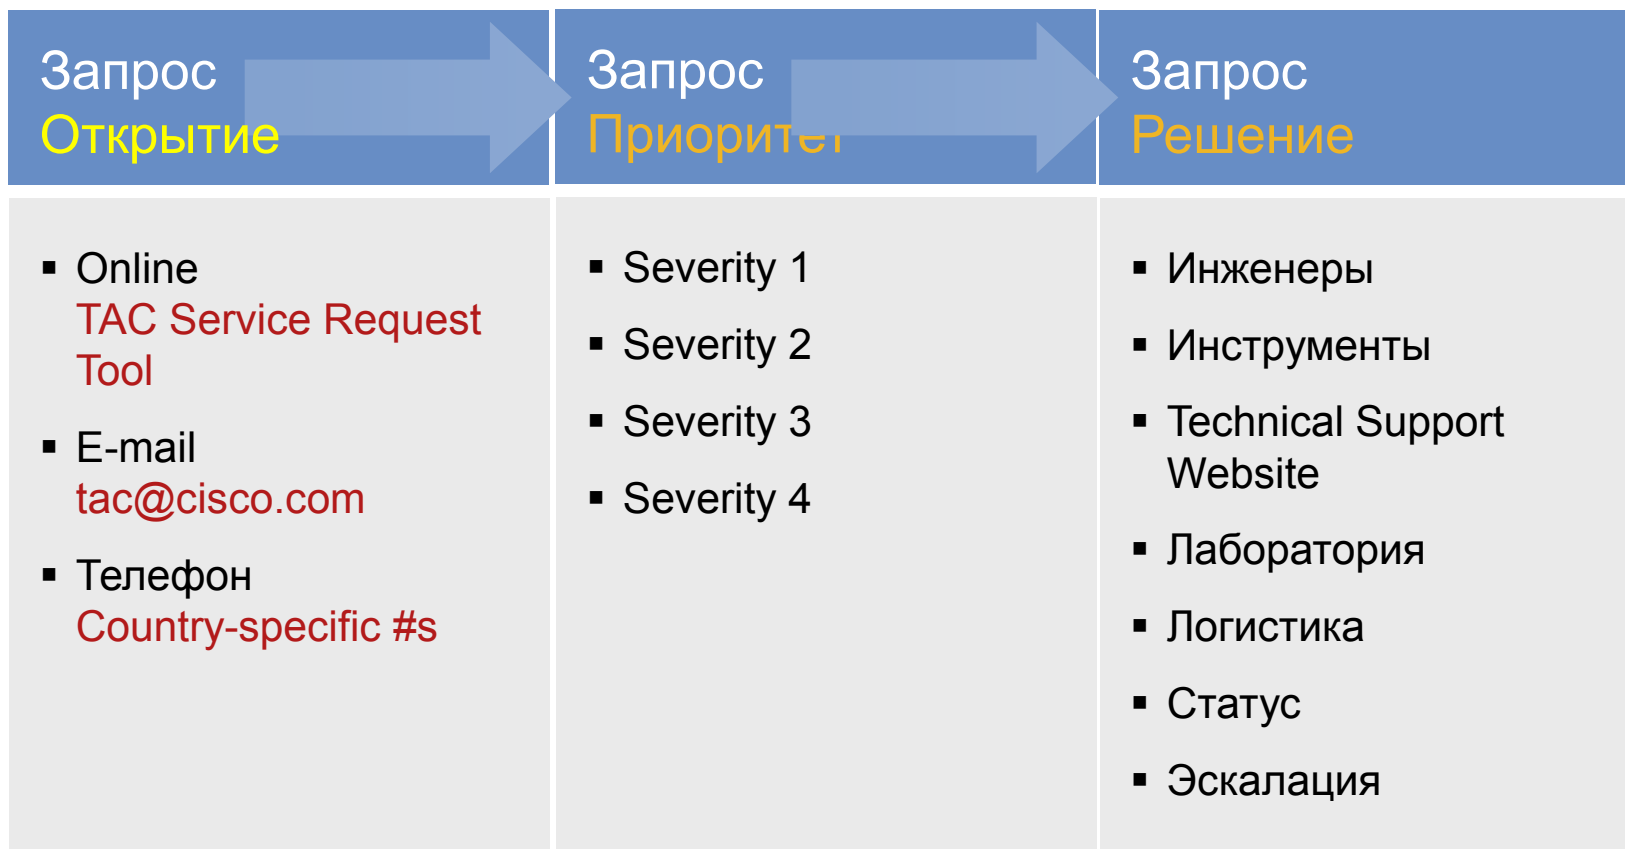 Запрос
Открытие
Запрос
Приоритет
Запрос
Решение
▪ Online
TAC Service Request
Tool
▪ E-mail
tac@cisco.com
▪ Телефон
Country-specific #s
▪ Severity 1
▪ Severity 2
▪ Severity 3
▪ Severity 4
▪ Инженеры
▪ Инструменты
▪ Technical Support
Website
▪ Лаборатория
▪ Логистика
▪ Статус
▪ Эскалация